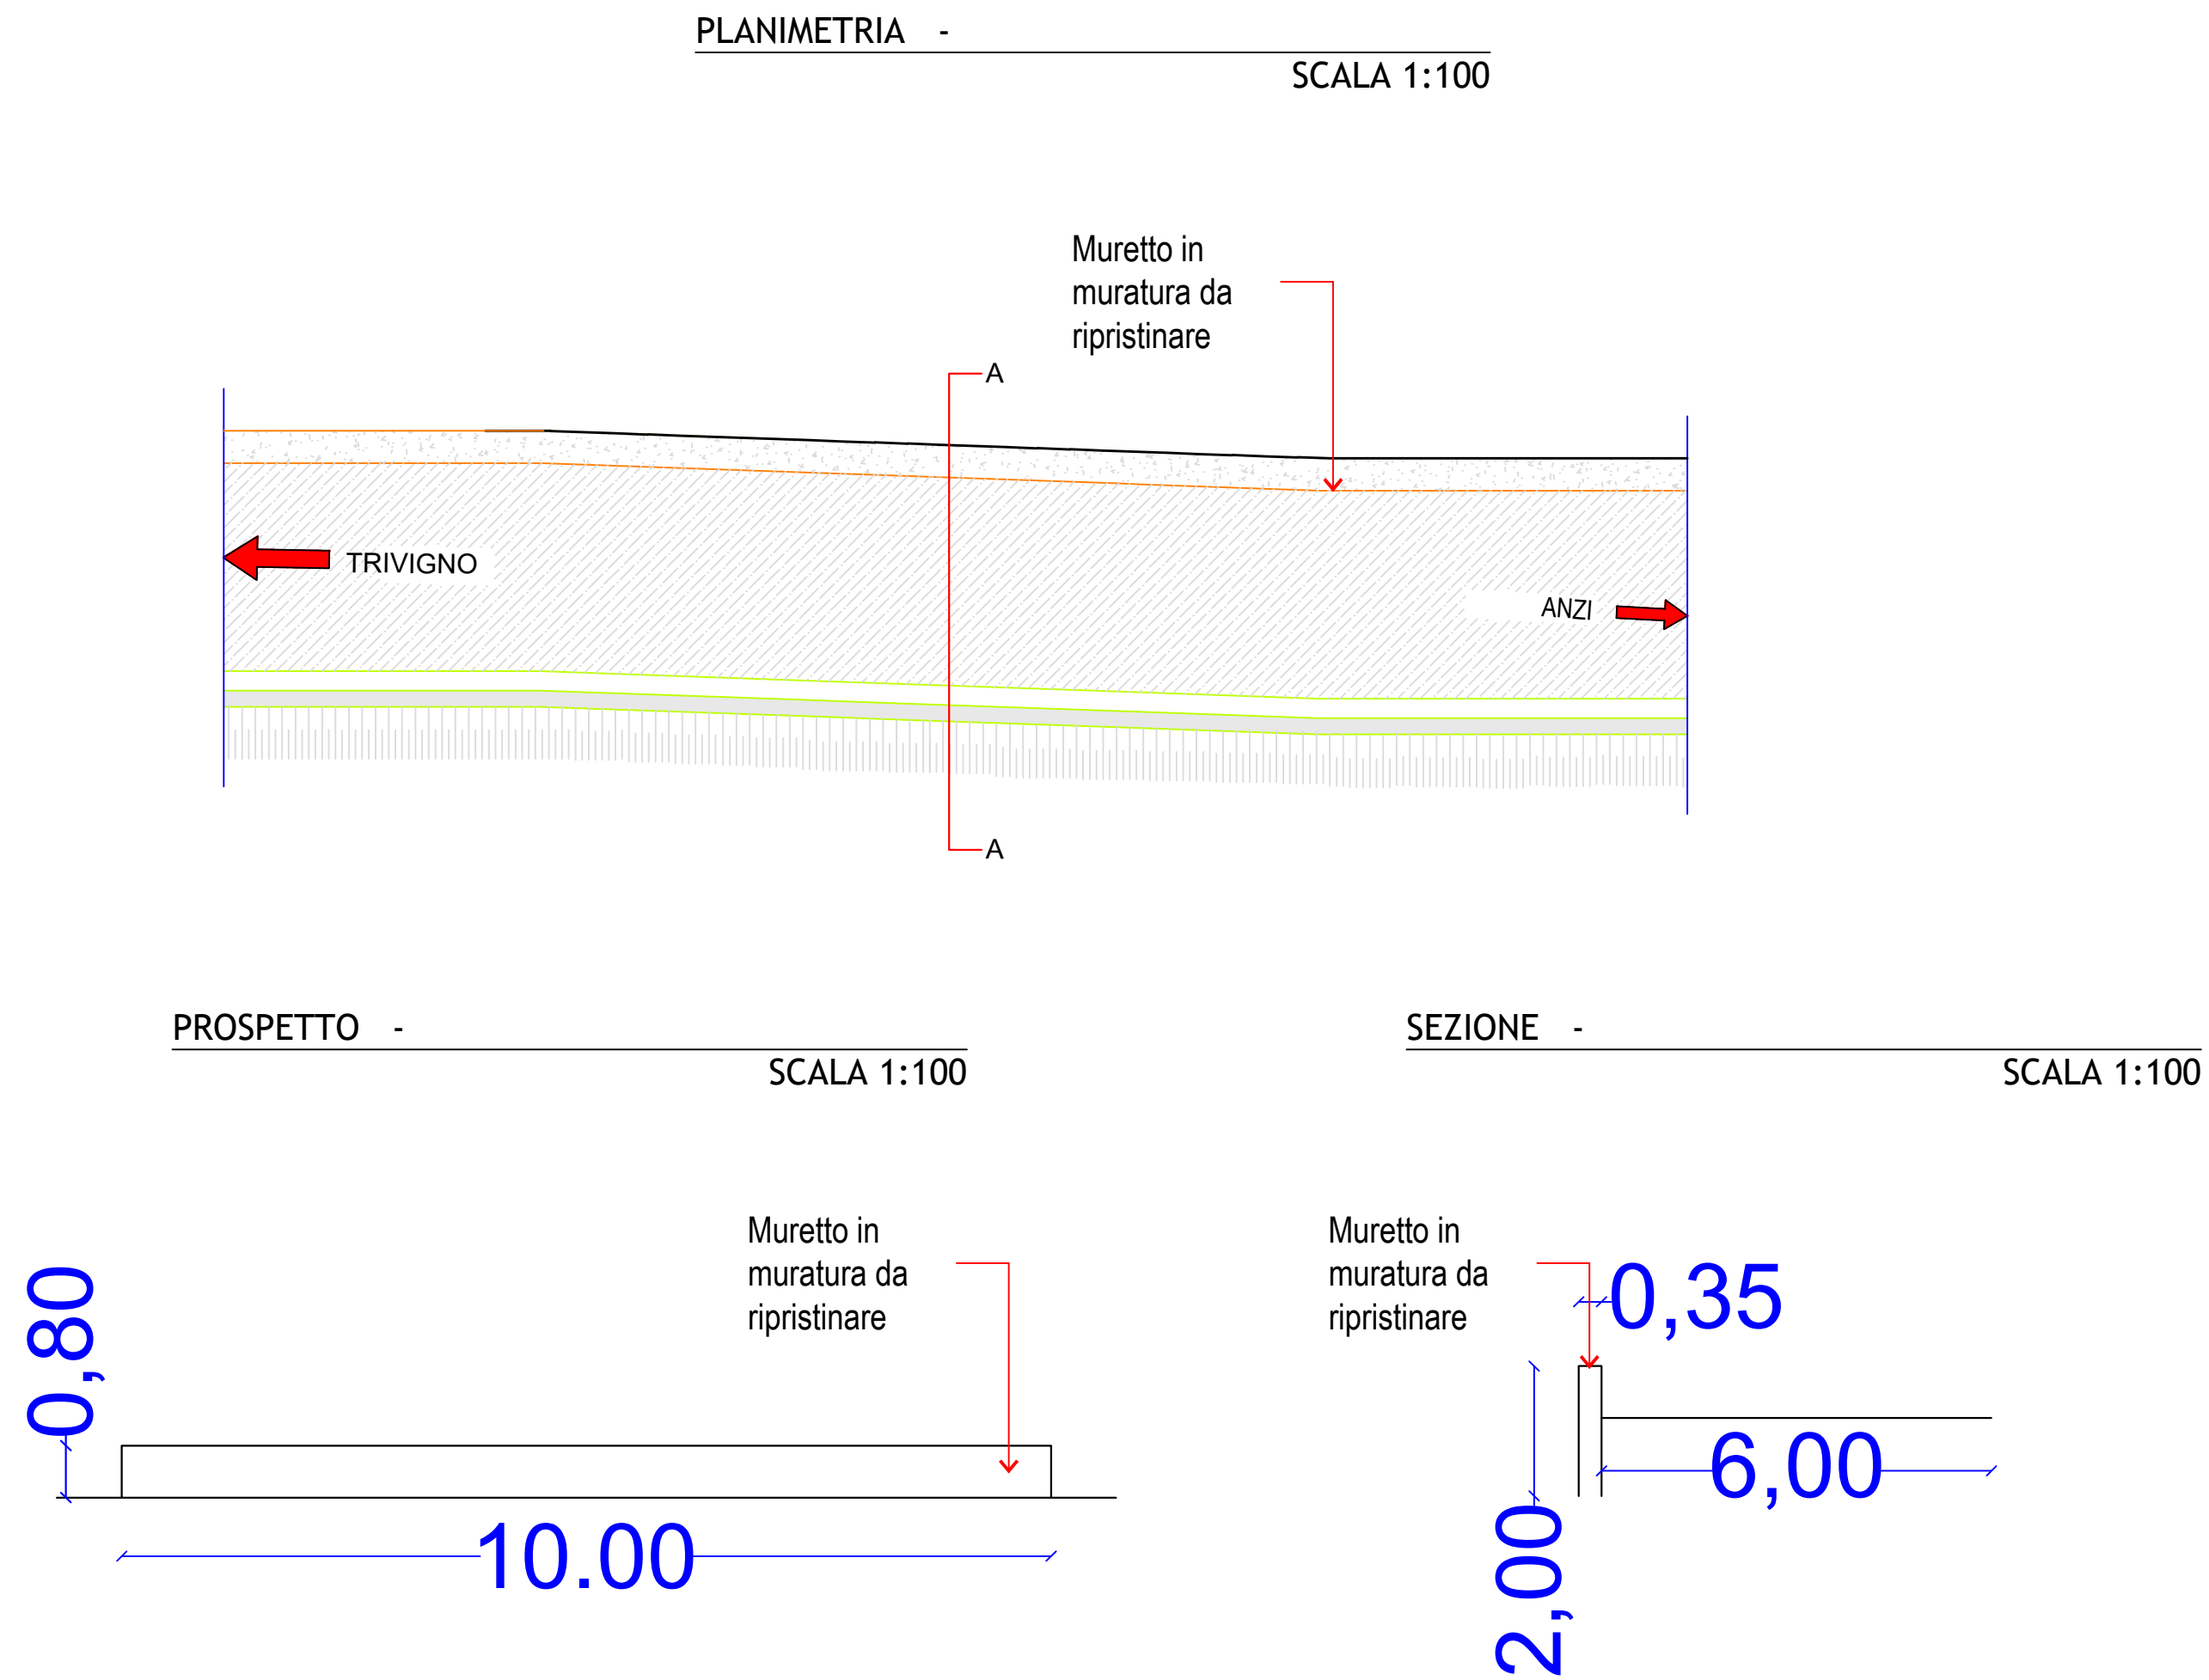 PLANIMETRIA -
SCALA 1:100
Muretto in
muratura da
ripristinare
A
TRIVIGNO
ANZI
A
PROSPETTO -
SCALA 1:100
SEZIONE -
SCALA 1:100
Muretto in
muratura da
ripristinare
0,80
10.00
Muretto in
muratura da
ripristinare
0,35
6,00
2,00